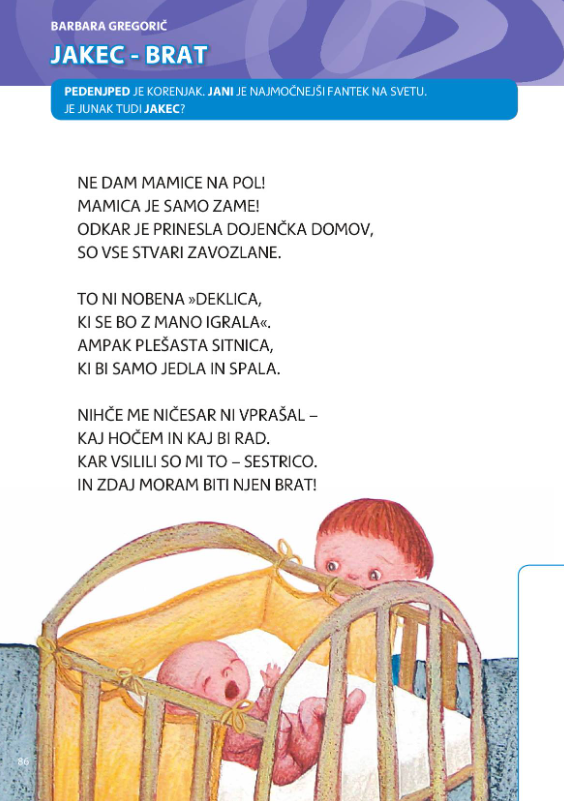 BARBARA GREGORIČ
JAKEC - BRAT
PEDENJPED JE KORENJAK. JANI JE NAJMOČNEJŠI FANTEK NA SVETU.
JE JUNAK TUDI JAKEC?
NE DAM MAMICE NA POL!
MAMICA JE SAMO ZAME!
ODKAR JE PRINESLA DOJENČKA DOMOV,
SO VSE STVARI ZAVOZLANE.
TO NI NOBENA »DEKLICA,
KI SE BO Z MANO IGRALA«.
AMPAK PLEŠASTA SITNICA,
KI BI SAMO JEDLA IN SPALA.
NIHČE ME NIČESAR NI VPRAŠAL –
KAJ HOČEM IN KAJ BI RAD.
KAR VSILILI SO MI TO – SESTRICO.
IN ZDAJ MORAM BITI NJEN BRAT!
86